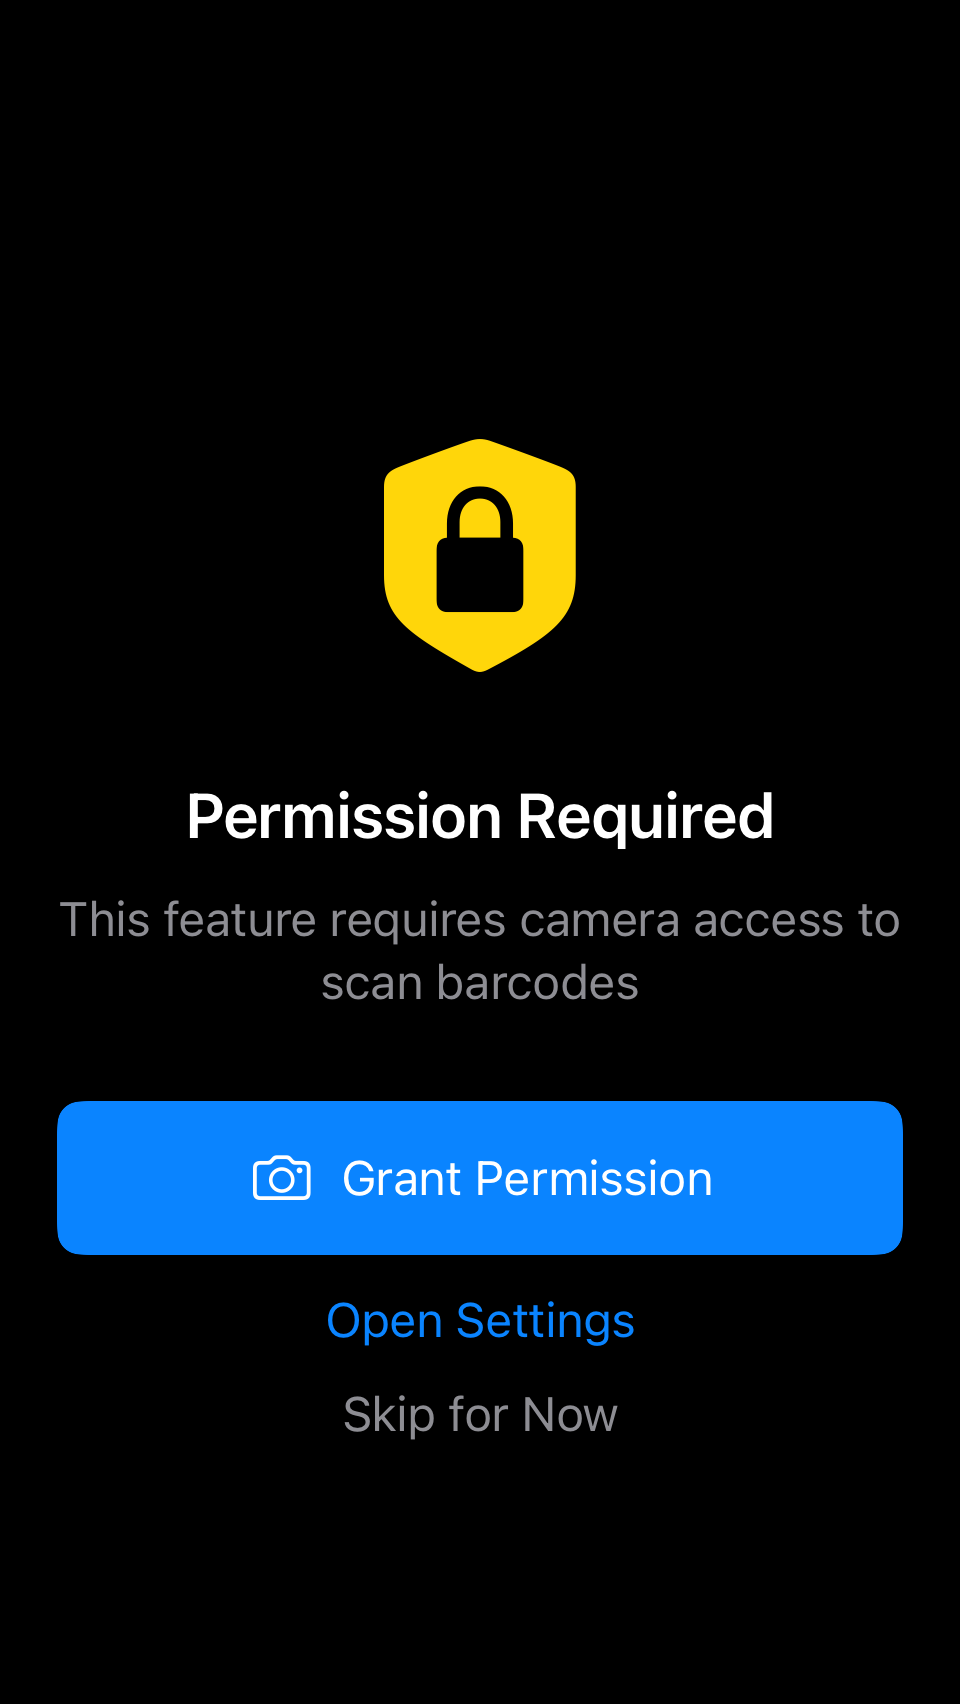 Permission Required
This feature requires camera access to
scan barcodes
Grant Permission
Open Settings
Skip for Now